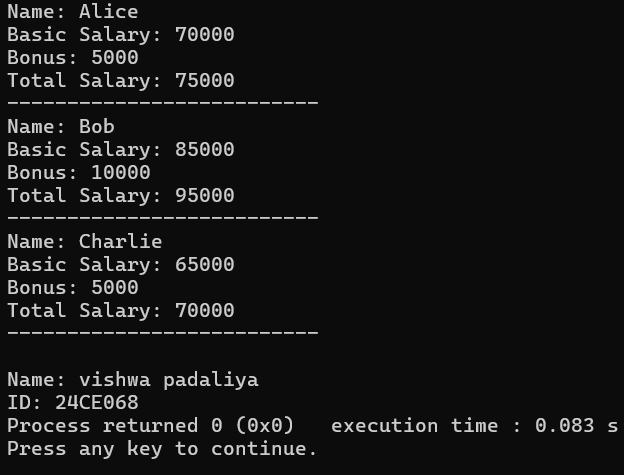 Name: Alice
Basic Salary: 70000
Bonus: 5000
Total Salary: 75000
--------------------------
Name: Bob
Basic Salary: 85000
Bonus: 10000
Total Salary: 95000
--------------------------
Name: Charlie
Basic Salary: 65000
Bonus: 5000
Total Salary: 70000
--------------------------
Name: vishwa padaliya
ID: 24CE068
Process returned 0 (0x0)   execution time : 0.083 s
Press any key to continue.